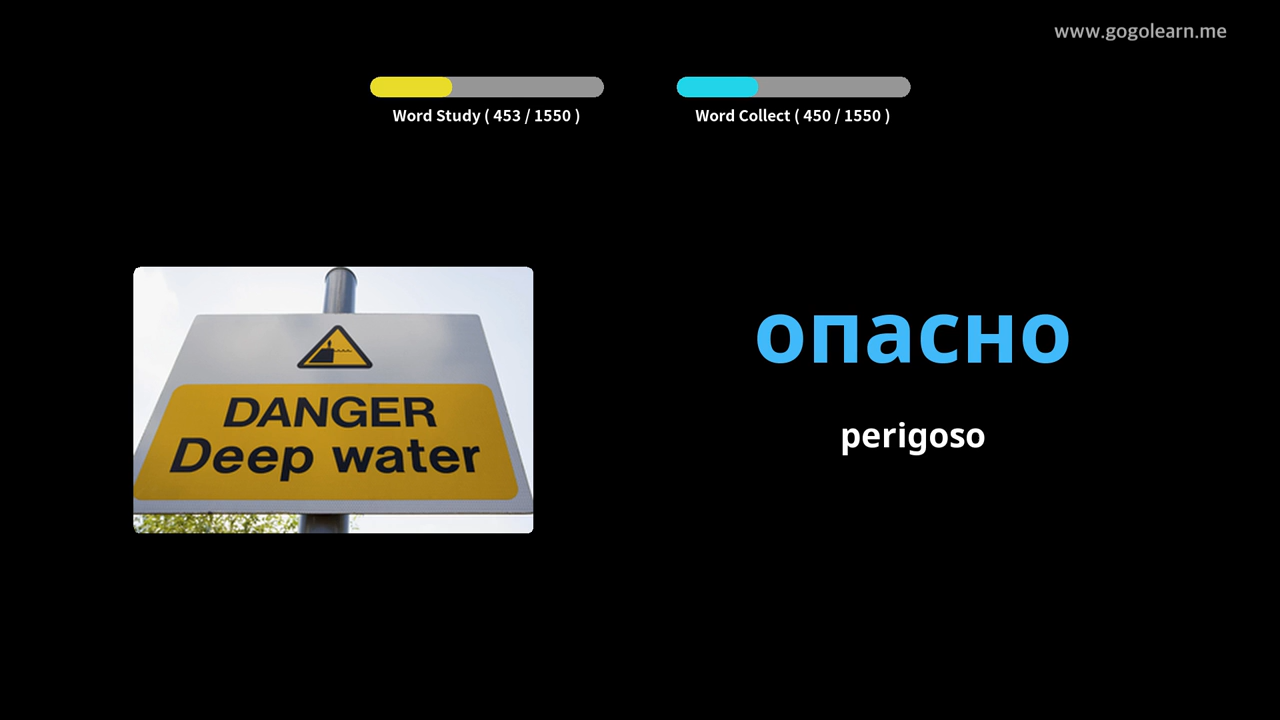 www.gogolearn.me
Word Study ( 453 / 1550 )
Word Collect ( 450 / 1550 )
DANGER
Deep water
опасно
perigoso